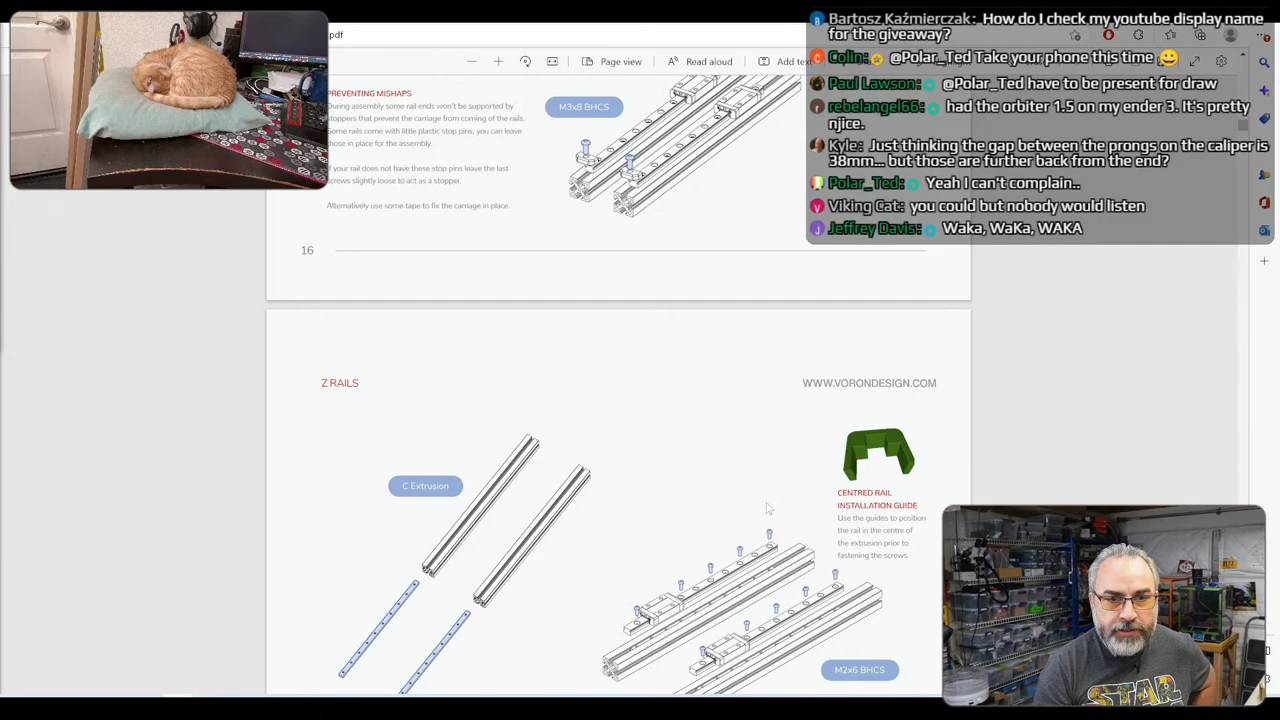 .pdf
Page view
Read aloud
Add text
PREVENTING MISHAPS
During assembly some rail ends won't be supported by
stoppers that prevent the carriage from coming of the rails.
Some rails come with little plastic stop pins, you can leave
those in place for the assembly.
If your rail does not have these stop pins leave the last
screws slightly loose to act as a stopper.
Alternatively use some tape to fix the carriage in place.
M3x8 BHCS
16
Bartosz Kaźmierczak: How do I check my youtube display name
for the giveaway?
Colin: @Polar_Ted Take your phone this time
Paul Lawson: @Polar_Ted have to be present for draw
rebelangel66: had the orbiter 1.5 on my ender 3. It's pretty
njice.
Kyle: Just thinking the gap between the prongs on the caliper is
38mm... but those are further back from the end?
Polar_Ted: Yeah I can't complain..
Viking Cat: you could but nobody would listen
Jeffrey Davis: Waka, WaKa, WAKA
Z RAILS
WWW.VORONDESIGN.COM
C Extrusion
CENTRED RAIL
INSTALLATION GUIDE
Use the guides to position
the rail in the centre of
the extrusion prior to
fastening the screws.
M2x6 BHCS
STAR